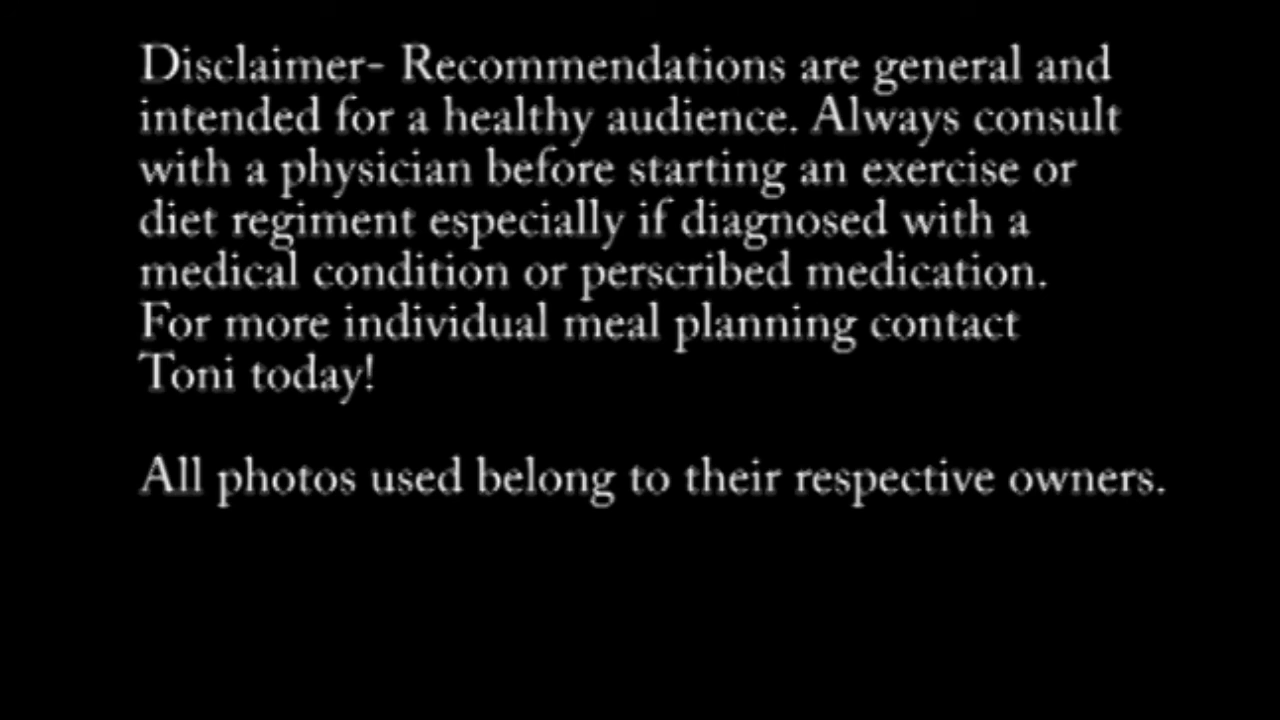 Disclaimer- Recommendations are general and
intended for a healthy audience. Always consult
with a physician before starting an exercise or
diet regiment especially if diagnosed with a
medical condition or perscribed medication.
For more individual meal planning contact
Toni today!
All photos used belong to their respective owners.